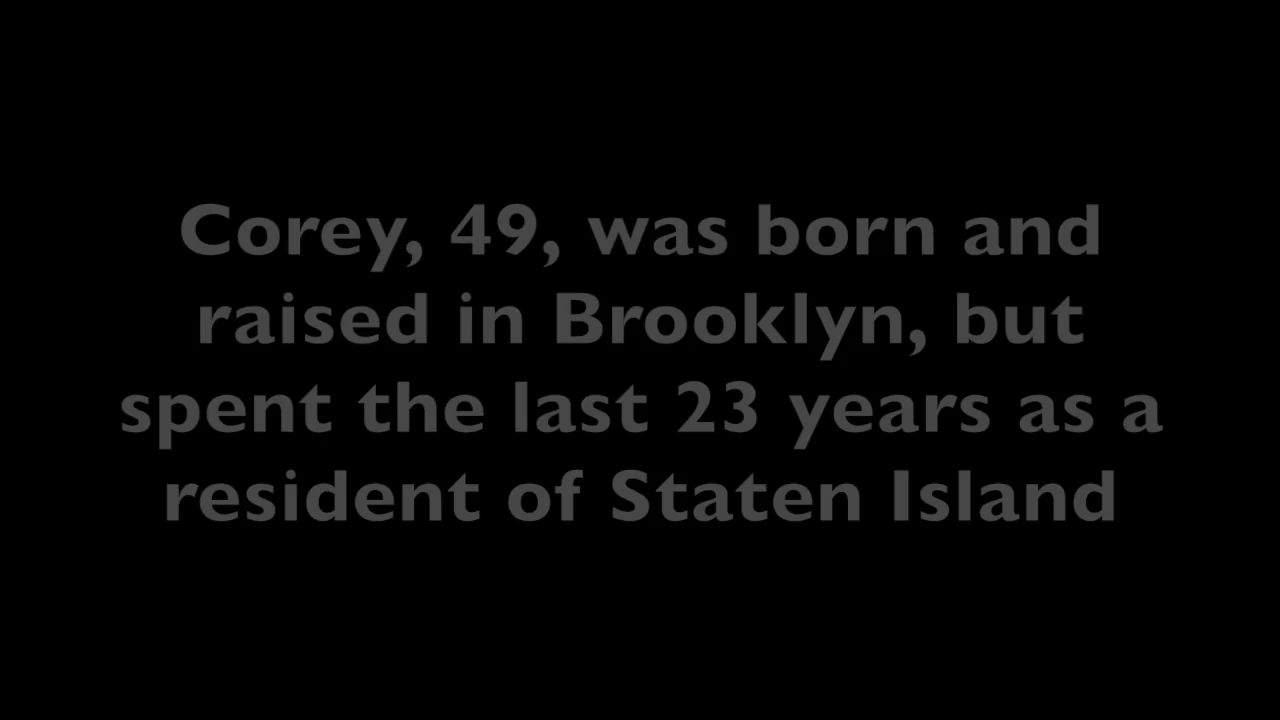 Corey, 49, was born and
raised in Brooklyn, but
spent the last 23 years as a
resident of Staten Island